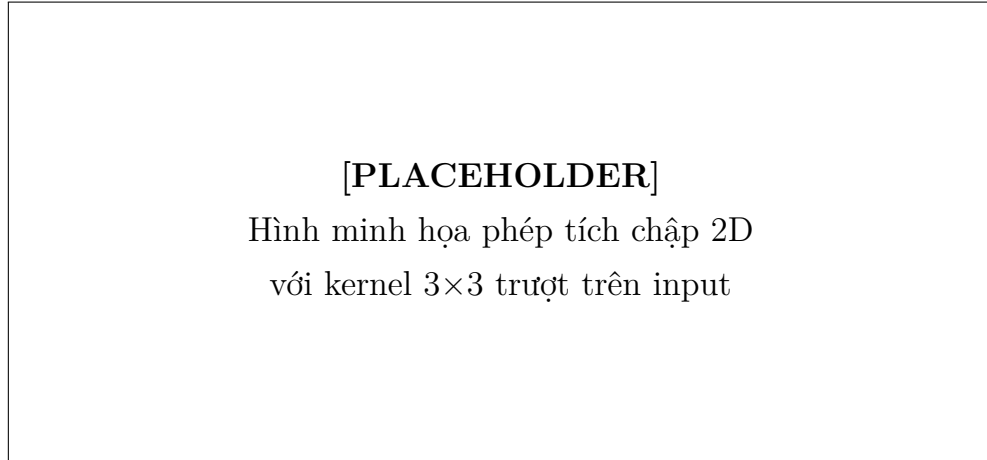 [PLACEHOLDER]
Hình minh họa phép tích chập 2D
với kernel 3×3 trượt trên input